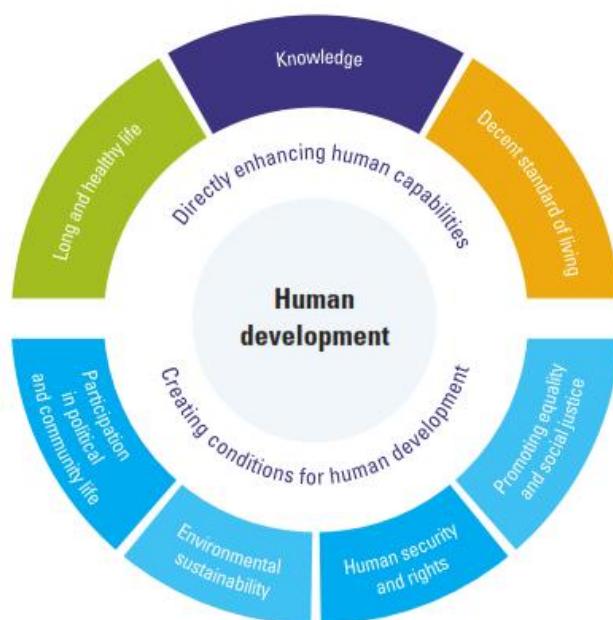 Knowledge
Long and healthy life
Decent standard of living
Directly enhancing human capabilities
Human
development
Creating conditions for human development
Participation
in political
and community life
Environmental
sustainability
Human security
and rights
Promoting equality
and social justice